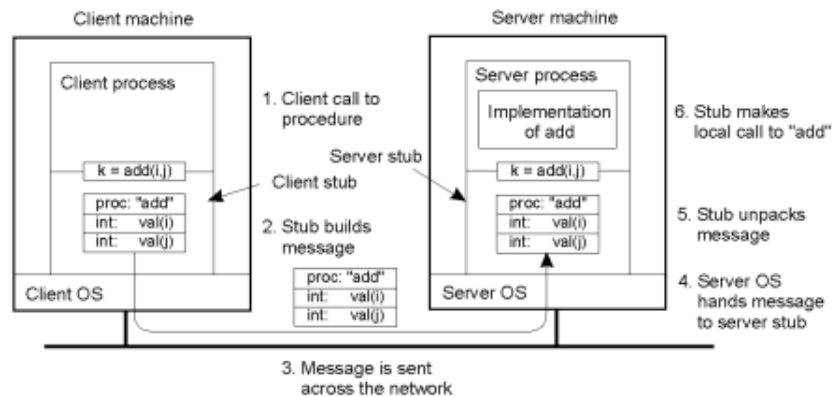 Client machine
Server machine
Client process
1. Client call to
procedure
Server process
Implementation
of add
6. Stub makes
local call to "add"
Server stub
k = add(i,j)
k = add(i,j)
Client stub
proc: "add"
int: val(i)
int: val(j)
2. Stub builds
message
proc: "add"
int: val(i)
int: val(j)
5. Stub unpacks
message
proc: "add"
int: val(i)
int: val(j)
Client OS
Server OS
4. Server OS
hands message
to server stub
3. Message is sent
across the network